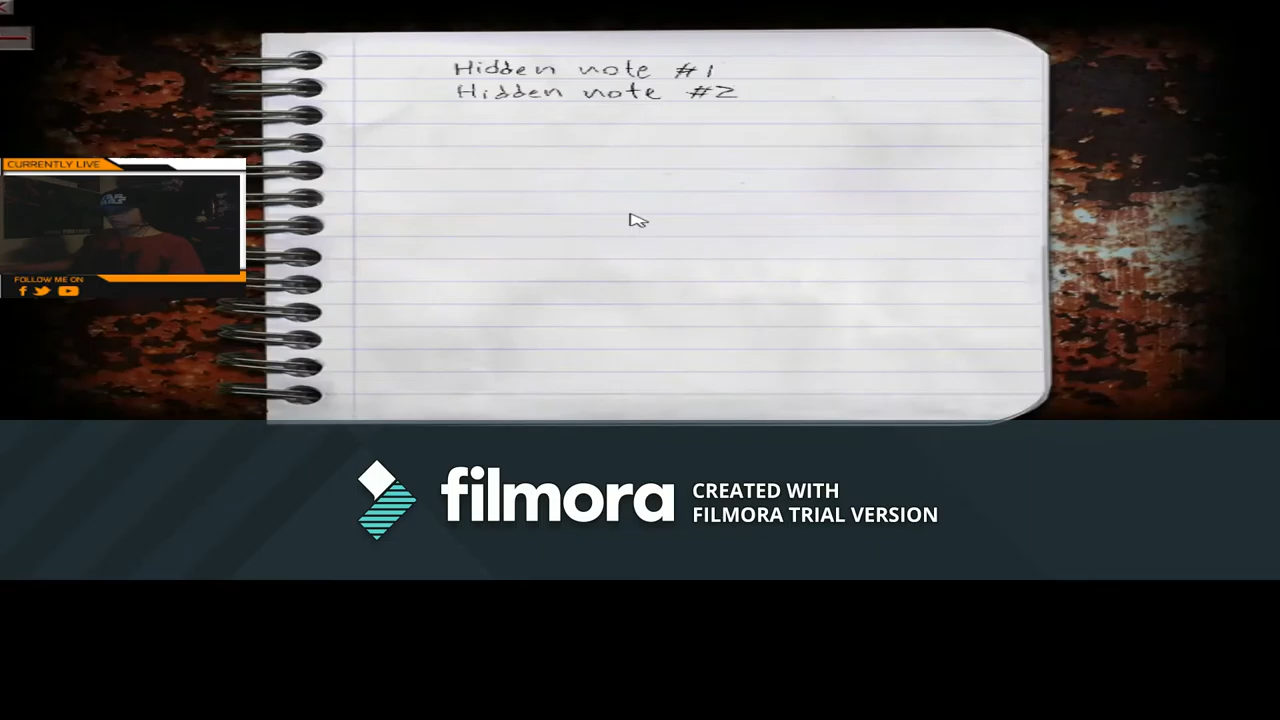 Hidden note #1
Hidden note #2
CURRENTLY LIVE
FOLLOW ME ON
filmora
CREATED WITH
FILMORA TRIAL VERSION